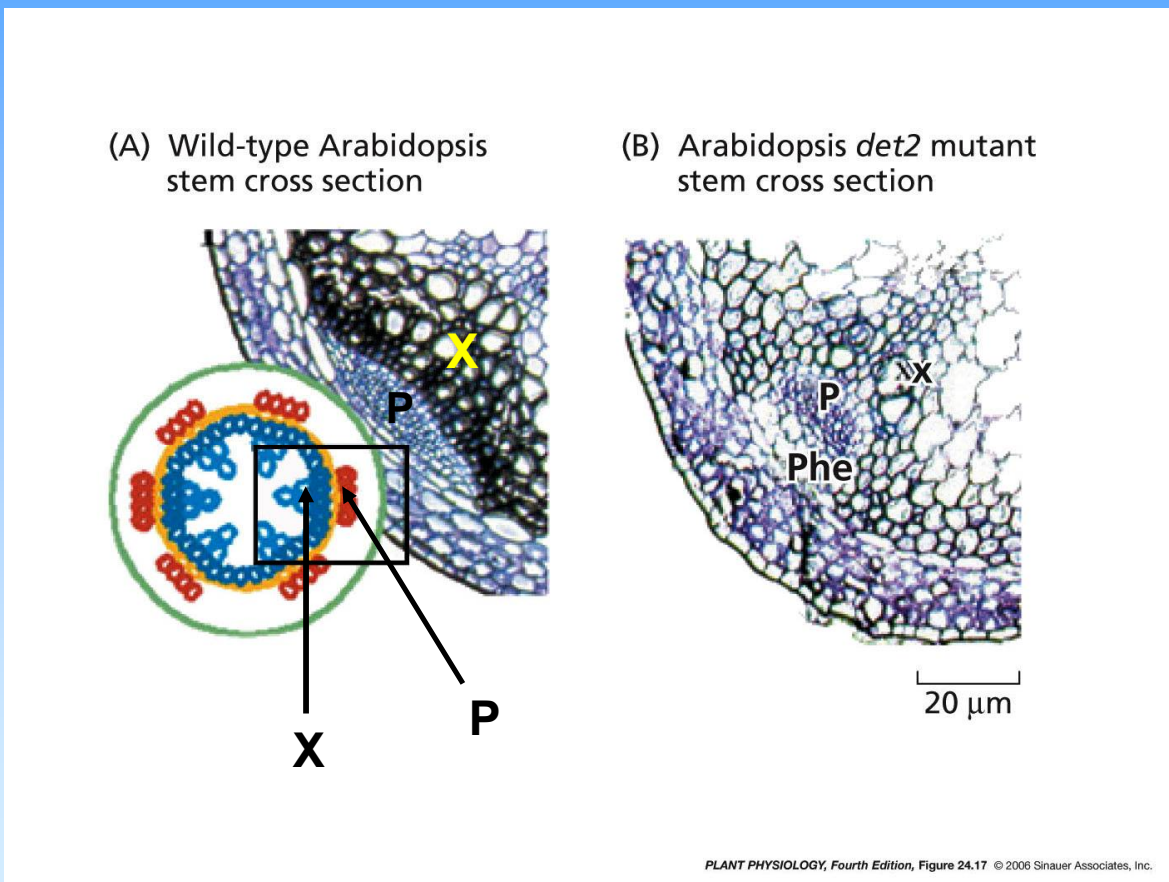 (A) Wild-type Arabidopsis
stem cross section
(B) Arabidopsis det2 mutant
stem cross section
X
P
X
P
Phe
20 μm
P
X
PLANT PHYSIOLOGY, Fourth Edition, Figure 24.17 © 2006 Sinauer Associates, Inc.